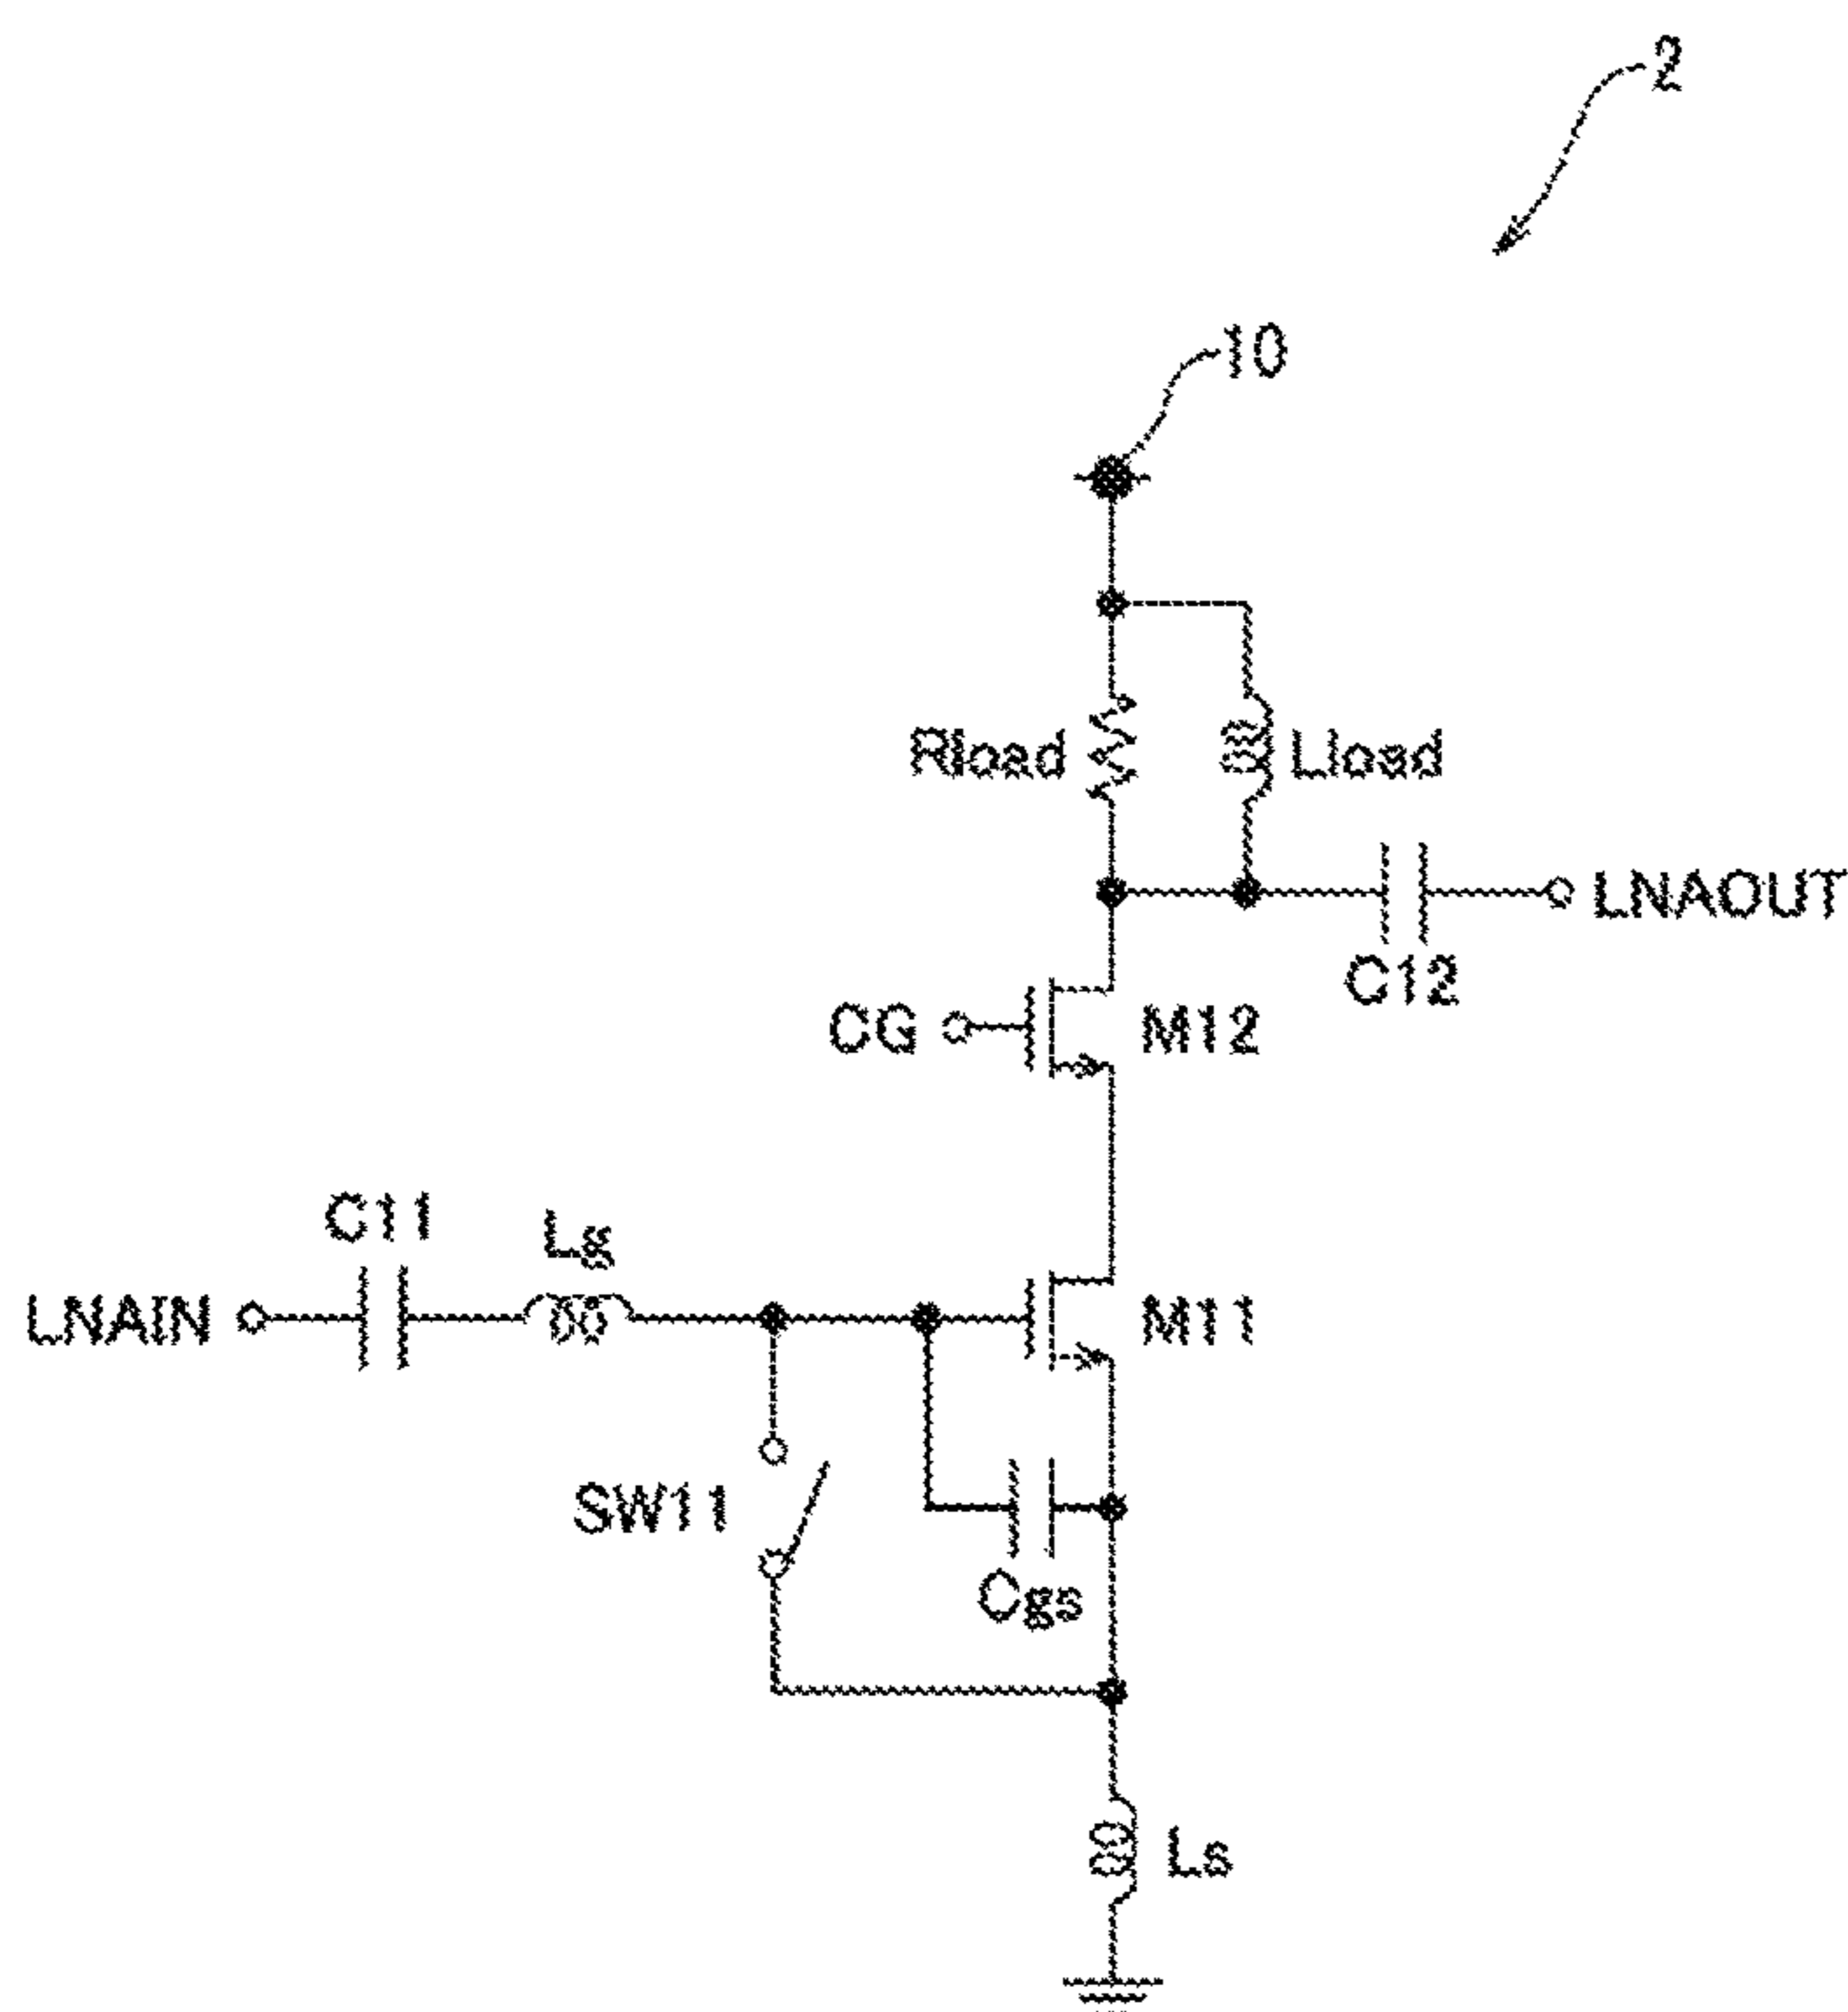 2
10
Rload
Lload
LNAOUT
C12
CG
M12
C11
Lg
LNAIN
M11
SW11
Cgs
Ls